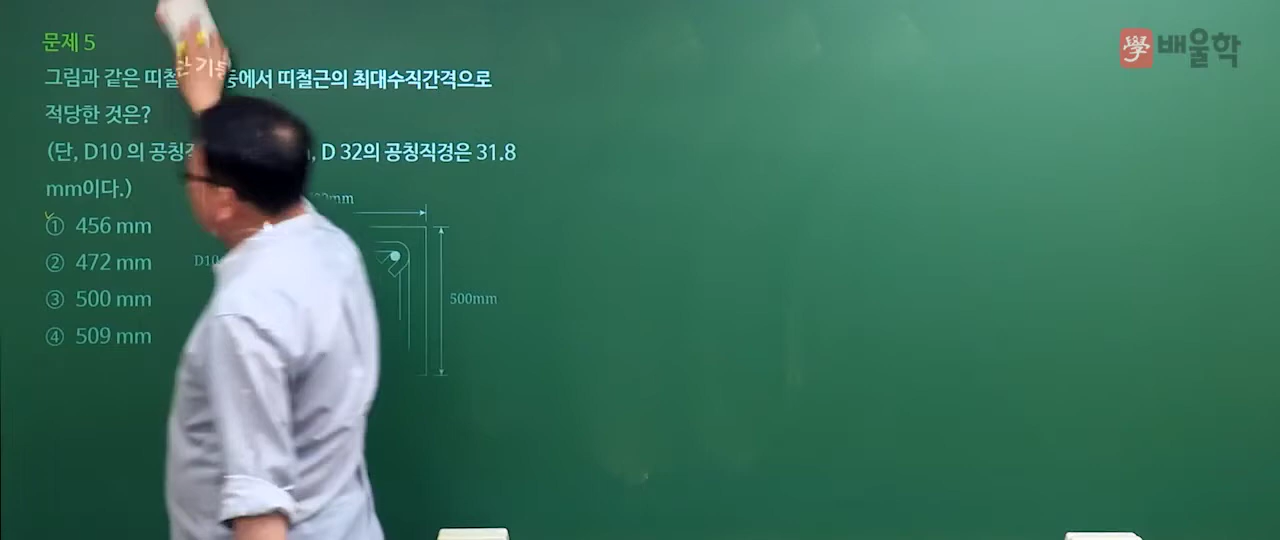 문제 5
學 배울학
그림과 같은 띠철 단 기둥에서 띠철근의 최대수직간격으로
적당한 것은?
(단, D10 의 공칭 , D 32의 공칭직경은 31.8
mm이다.)
① 456 mm
② 472 mm
③ 500 mm
④ 509 mm
mm
D10
500mm